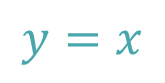 y = x